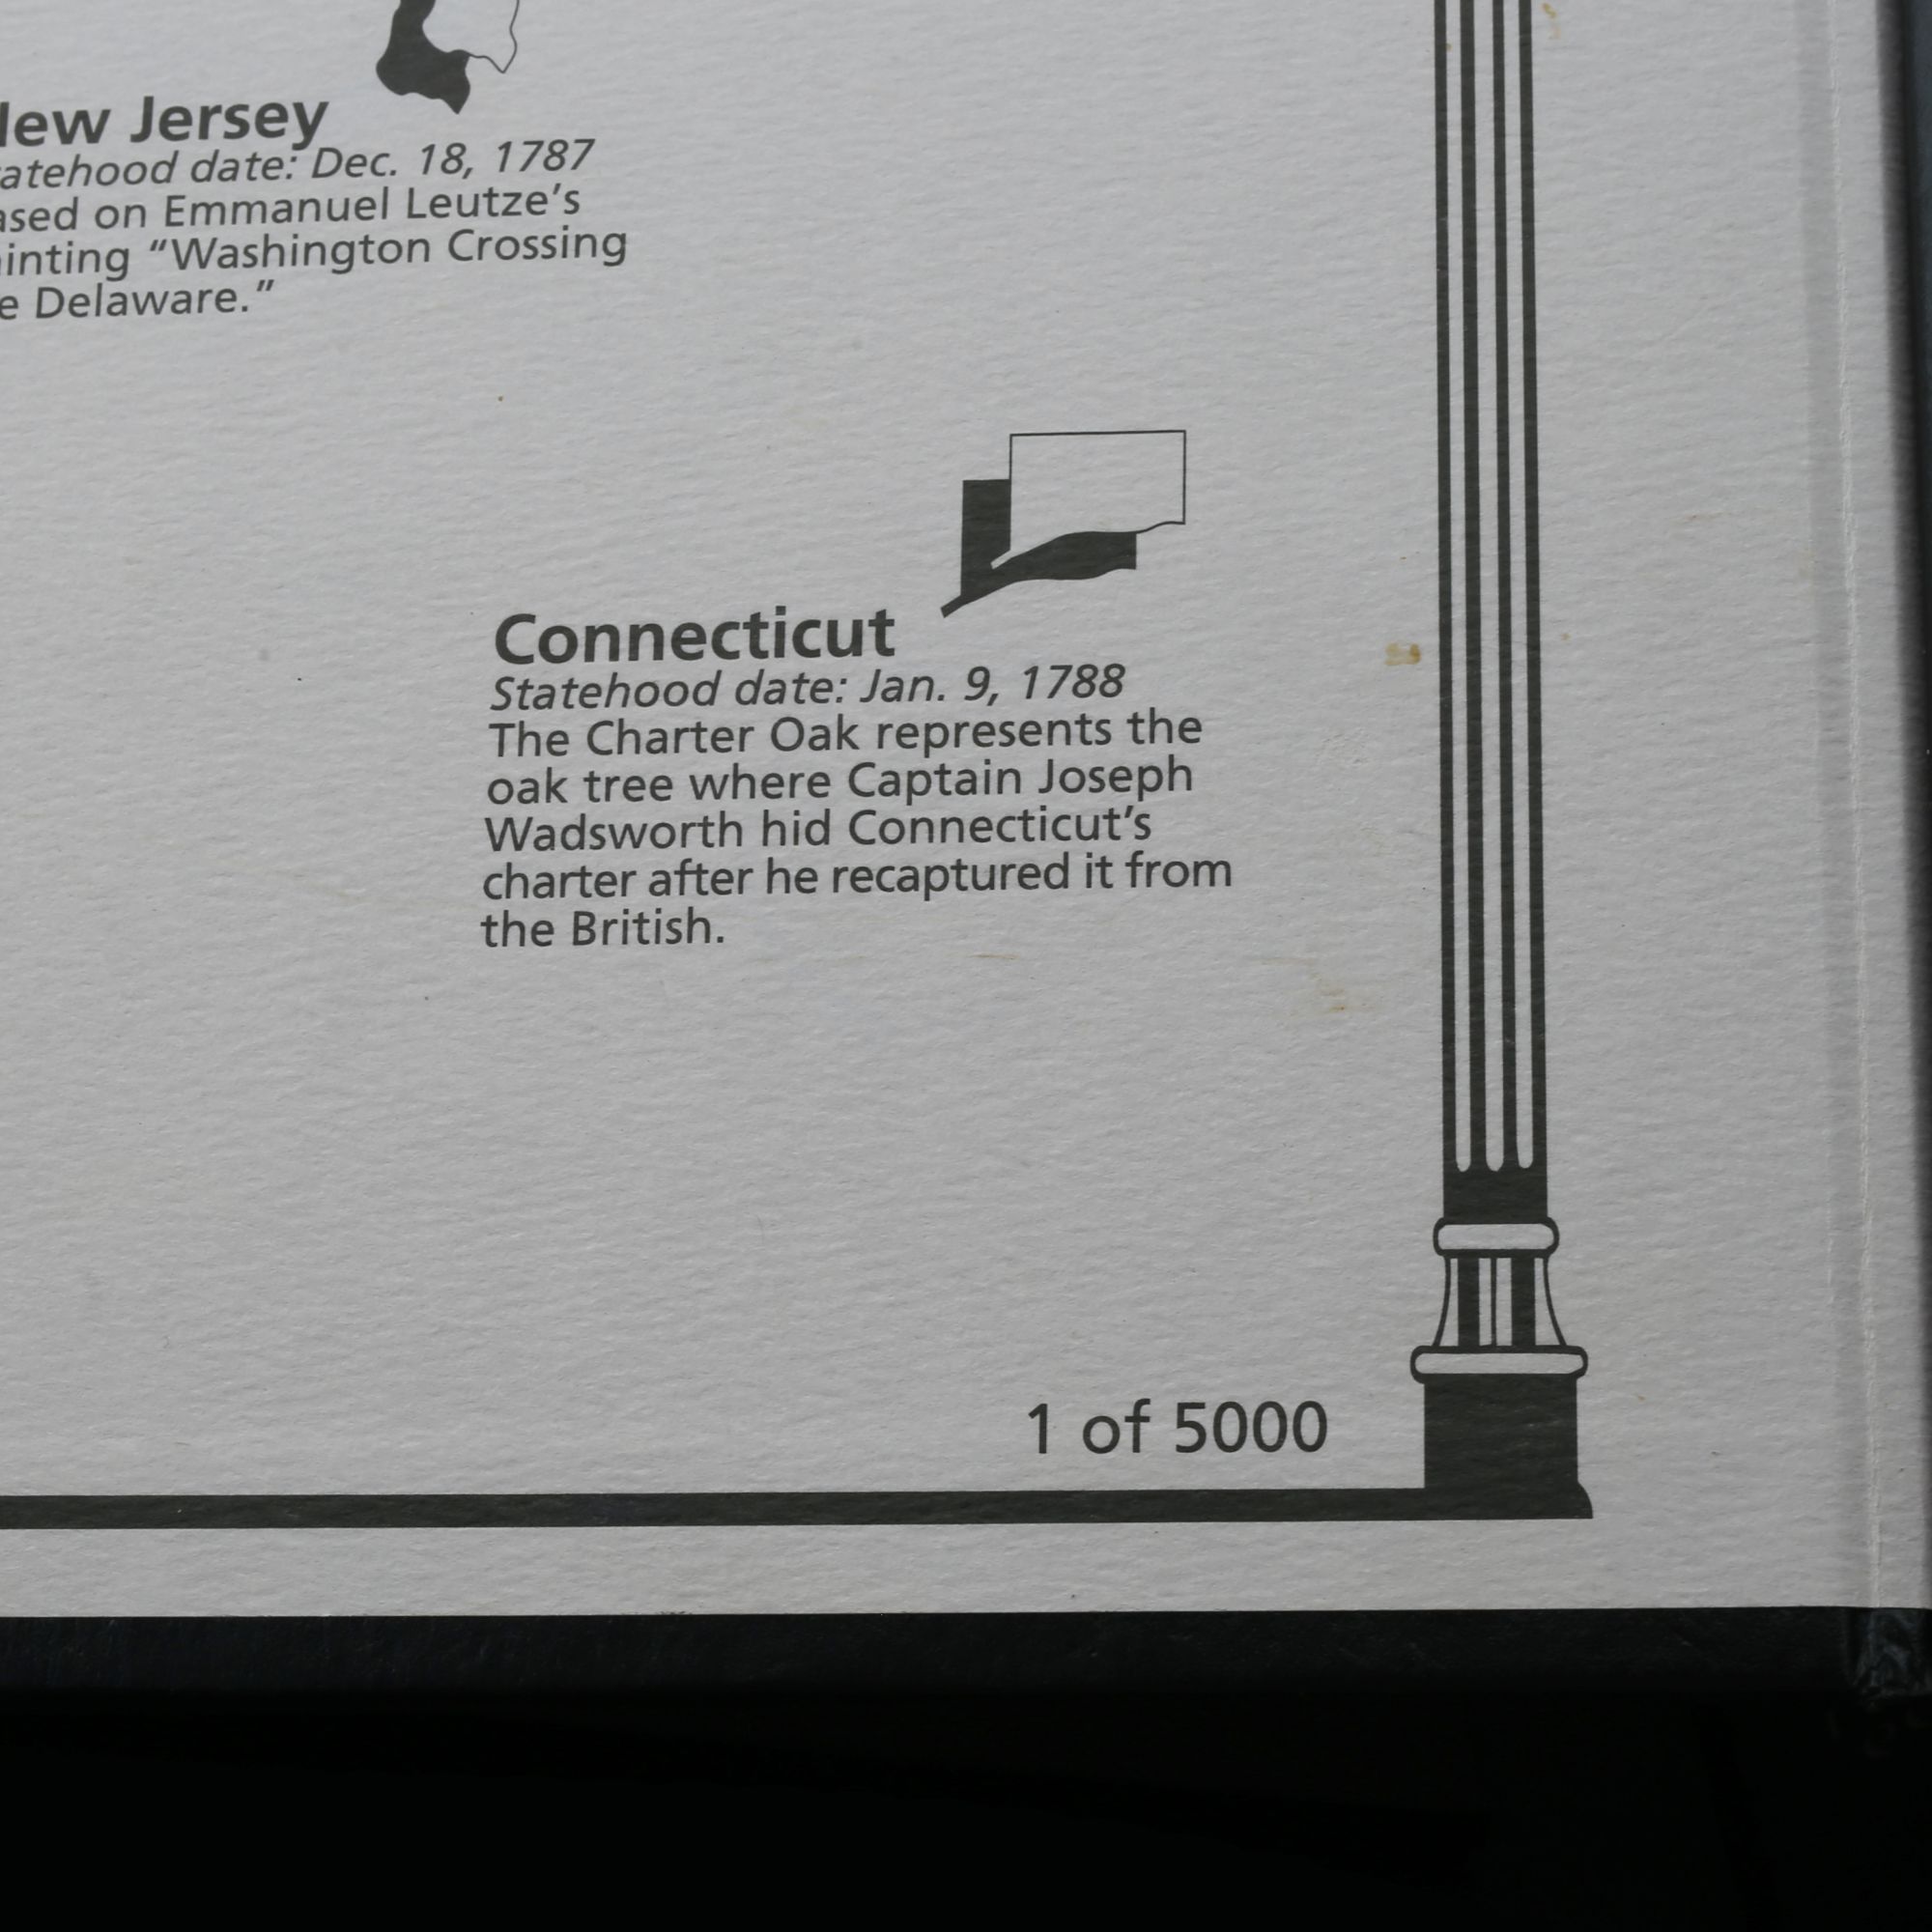 New Jersey
Statehood date: Dec. 18, 1787
ased on Emmanuel Leutze's
ainting “Washington Crossing
e Delaware.”
Connecticut
Statehood date: Jan. 9, 1788
The Charter Oak represents the
oak tree where Captain Joseph
Wadsworth hid Connecticut's
charter after he recaptured it from
the British.
1 of 5000